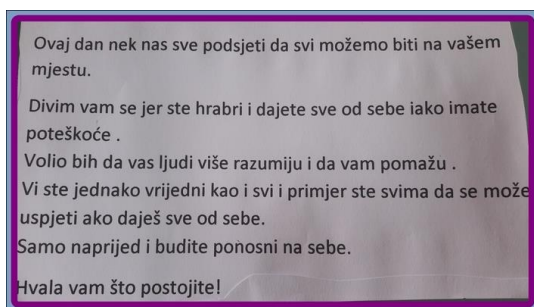 Ovaj dan nek nas sve podsjeti da svi možemo biti na vašem
mjestu.
Divim vam se jer ste hrabri i dajete sve od sebe iako imate
poteškoće .
Volio bih da vas ljudi više razumiju i da vam pomažu .
Vi ste jednako vrijedni kao i svi i primjer ste svima da se može
uspjeti ako daješ sve od sebe.
Samo naprijed i budite ponosni na sebe.
Hvala vam što postojite!